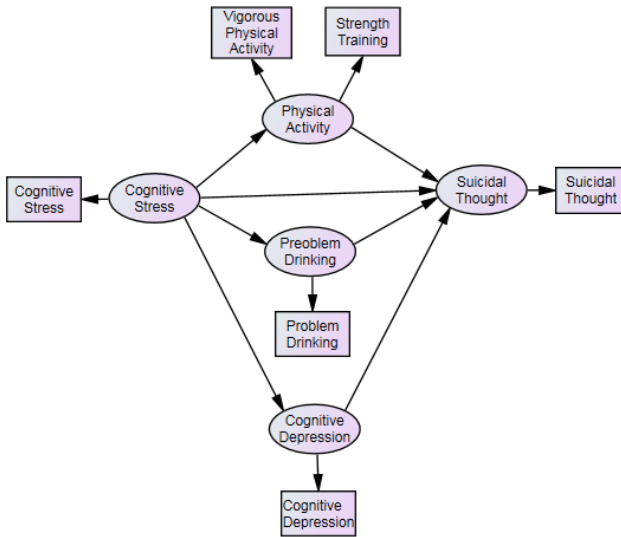 Vigorous
Physical
Activity
Strength
Training
Physical
Activity
Cognitive
Stress
Cognitive
Stress
Suicidal
Thought
Suicidal
Thought
Preoblem
Drinking
Problem
Drinking
Cognitive
Depression
Cognitive
Depression